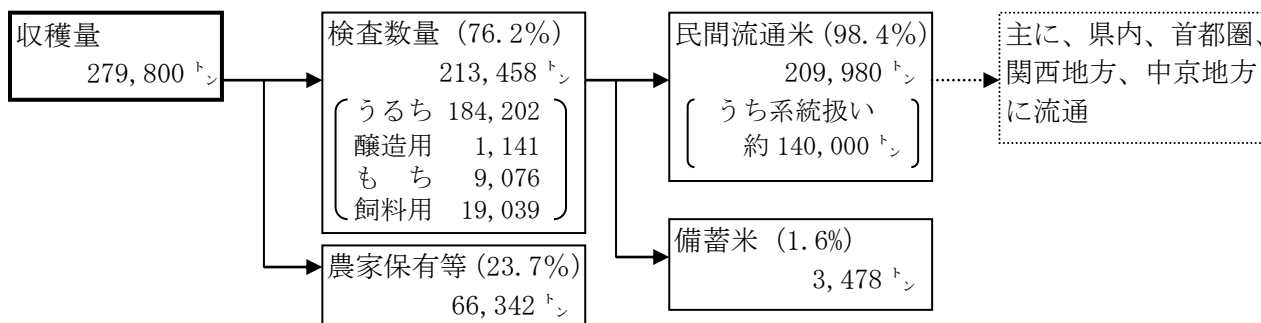 収穫量
279,800 トン
検査数量 (76.2%)
213,458 トン
うるち 184,202
醸造用 1,141
も ち 9,076
飼料用 19,039
農家保有等(23.7%)
66,342 トン
民間流通米(98.4%)
209,980 トン
うち系統扱い
約 140,000 トン
備蓄米 (1.6%)
3,478 トン
主に、県内、首都圏、
関西地方、中京地方
に流通